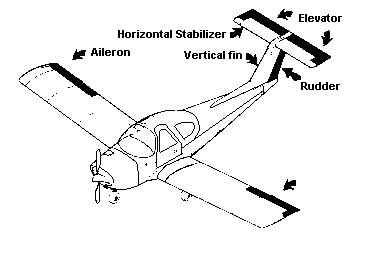 Elevator
Horizontal Stabilizer
Aileron
Vertical fin
Rudder